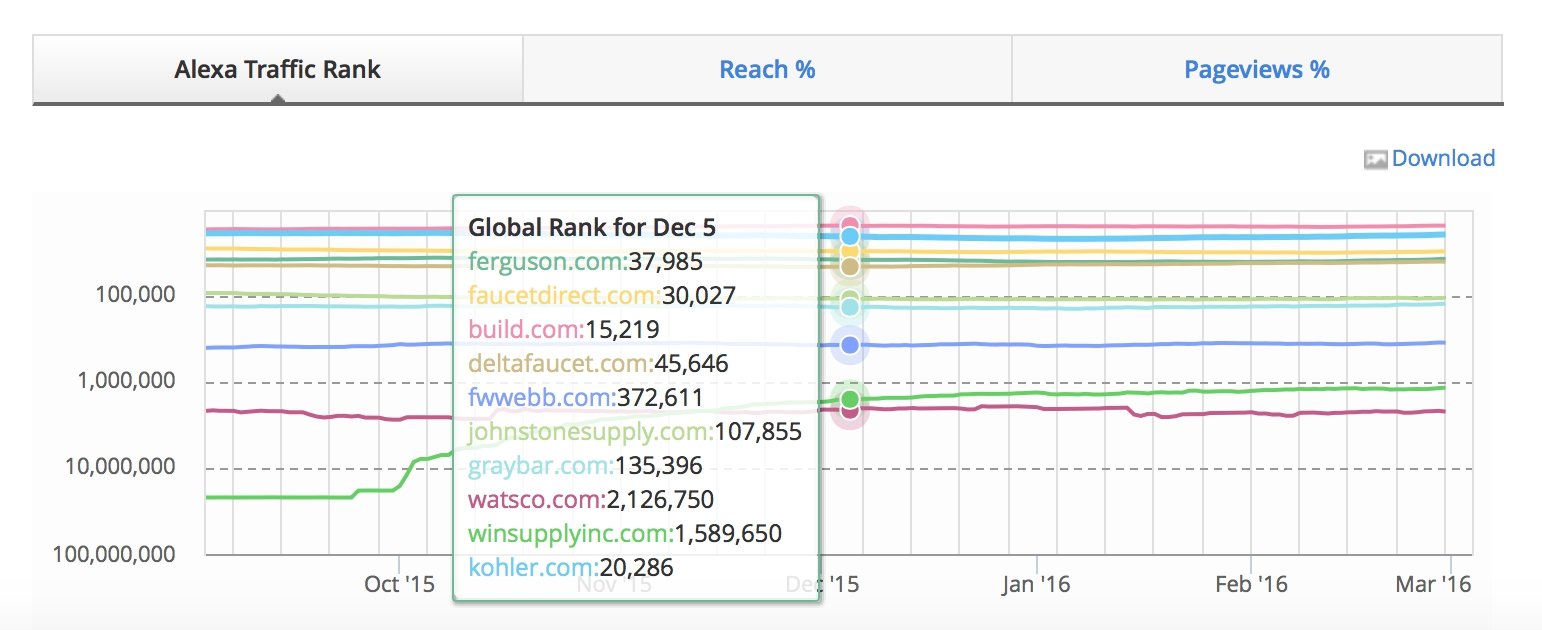 Alexa Traffic Rank
Reach %
Pageviews %
Download
Global Rank for Dec 5
ferguson.com:37,985
faucetdirect.com:30,027
build.com:15,219
deltafaucet.com:45,646
fwwebb.com:372,611
johnstonesupply.com:107,855
graybar.com:135,396
watsco.com:2,126,750
winsupplyinc.com:1,589,650
kohler.com:20,286
100,000
1,000,000
10,000,000
100,000,000
Oct '15
Nov '15
Dec '15
Jan '16
Feb '16
Mar '16